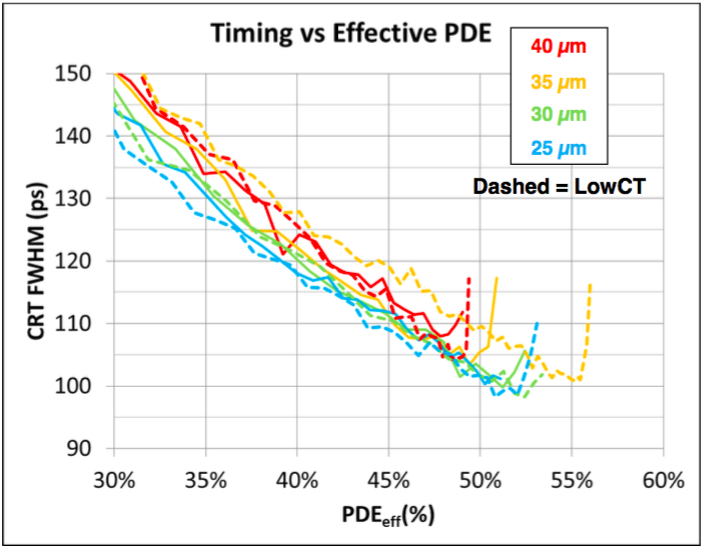 Timing vs Effective PDE
40 µm
35 µm
30 µm
25 µm
Dashed = LowCT
CRT FWHM (ps)
150
140
130
120
110
100
90
30%
35%
40%
45%
50%
55%
60%
PDEeff(%)